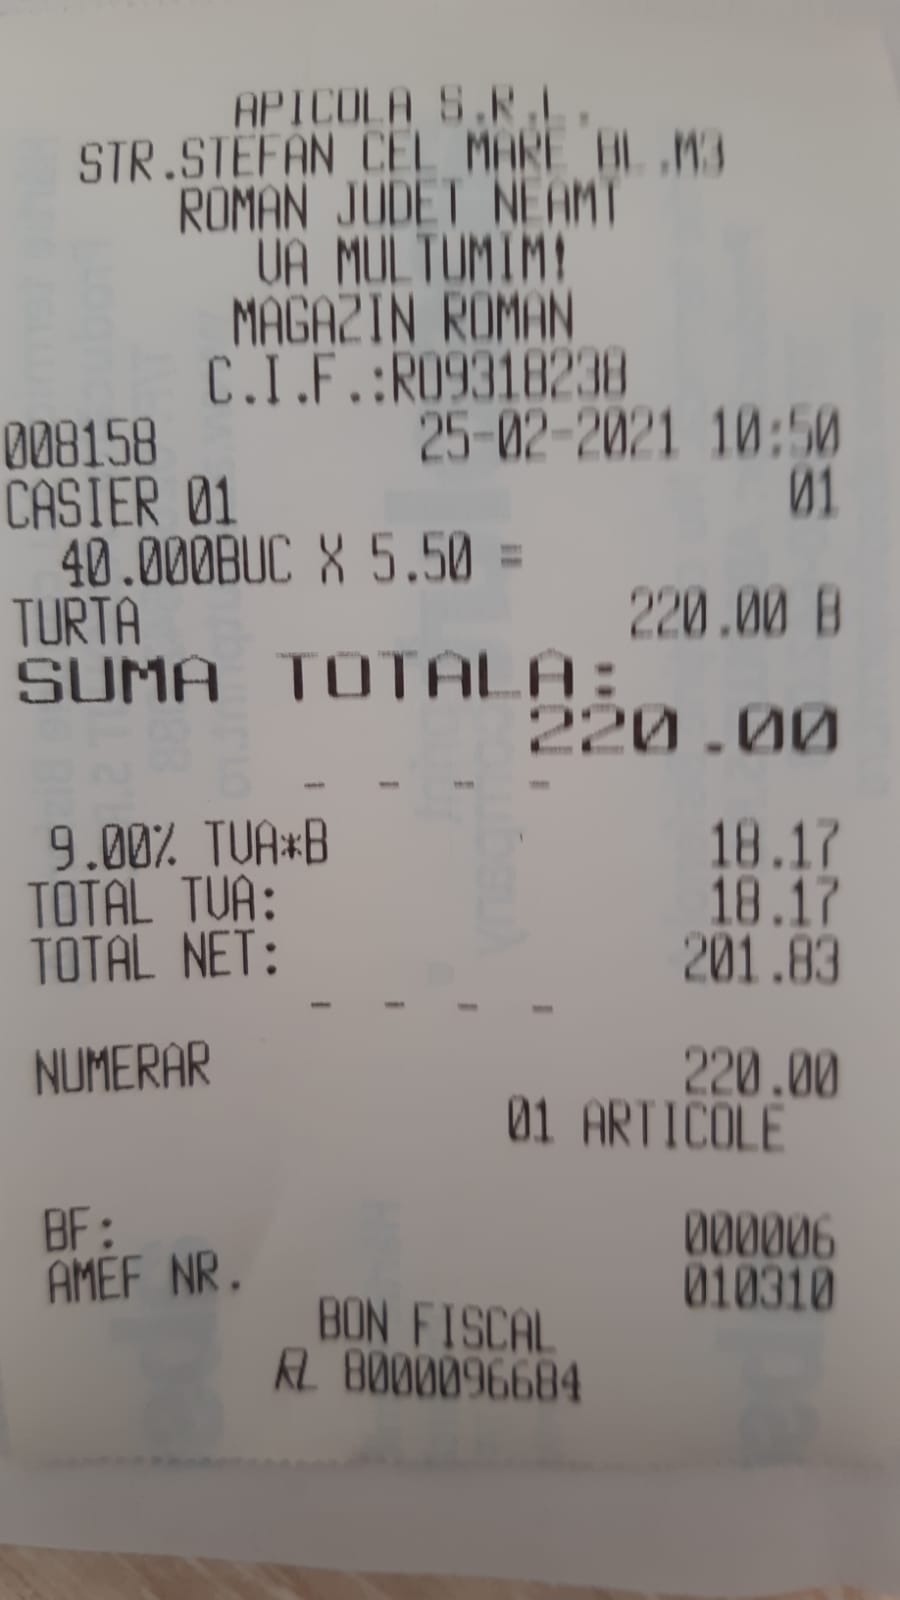 APICOLA S.R.L.
STR.STEFAN CEL MARE BL.M3
ROMAN JUDET NEAMT
VA MULTUMIM!
MAGAZIN ROMAN
C.I.F.:RO9318238
008158 25-02-2021 10:50
CASIER 01 01
40.000BUC X 5.50 =
TURTA 220.00 B
SUMA TOTALA:
220.00
- - - -
9.00% TVA*B 18.17
TOTAL TVA: 18.17
TOTAL NET: 201.83
- - - -
NUMERAR 220.00
01 ARTICOLE
BF: 000006
AMEF NR. 010310
BON FISCAL
8000096684